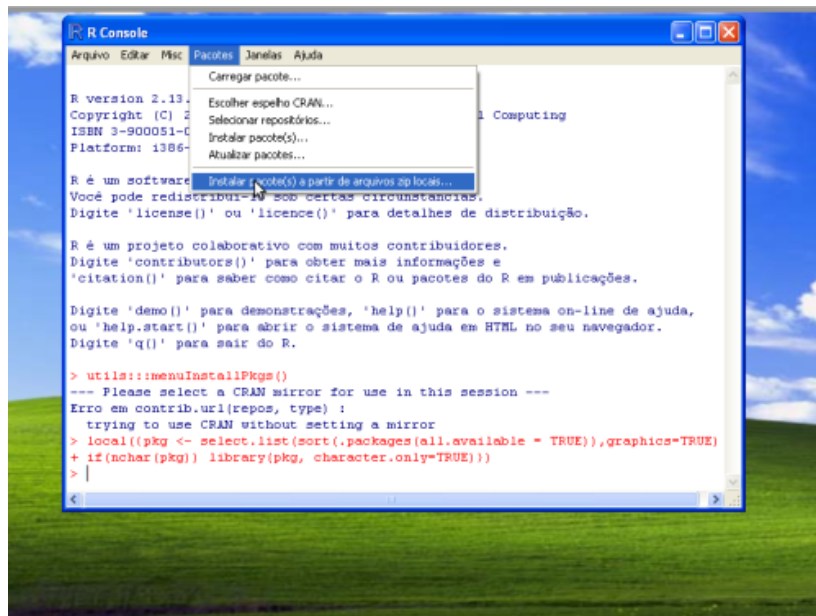 R Console
Arquivo Editar Misc Pacotes Janelas Ajuda
Carregar pacote...
Escolher espelho CRAN...
Selecionar repositórios...
Instalar pacote(s)...
Atualizar pacotes...
Instalar pacote(s) a partir de arquivos zip locais...
R version 2.13.
Copyright (C) 2 l Computing
ISBN 3-900051-0
Platform: i386-
R é um software
Você pode redistribuí-lo sob certas circunstâncias.
Digite 'license()' ou 'licence()' para detalhes de distribuição.
R é um projeto colaborativo com muitos contribuidores.
Digite 'contributors()' para obter mais informações e
'citation()' para saber como citar o R ou pacotes do R em publicações.
Digite 'demo()' para demonstrações, 'help()' para o sistema on-line de ajuda,
ou 'help.start()' para abrir o sistema de ajuda em HTML no seu navegador.
Digite 'q()' para sair do R.
> utils:::menuInstallPkgs()
--- Please select a CRAN mirror for use in this session ---
Erro em contrib.url(repos, type) :
trying to use CRAN without setting a mirror
> local((pkg <- select.list(sort(.packages(all.available = TRUE)),graphics=TRUE)
+ if(nchar(pkg)) library(pkg, character.only=TRUE)))
>